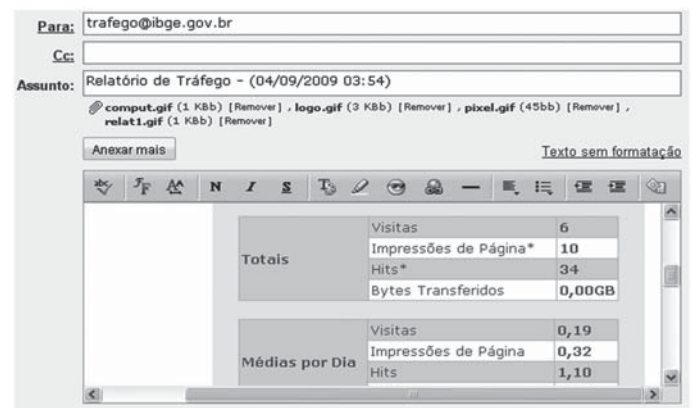 Para: trafego@ibge.gov.br
Cc:
Assunto: Relatório de Tráfego - (04/09/2009 03:54)
comput.gif (1 KBb) [Remover] , logo.gif (3 KBb) [Remover] , pixel.gif (45bb) [Remover] ,
relat1.gif (1 KBb) [Remover]
Anexar mais
Texto sem formatação
abc F F A N I S T
Totais
Visitas 6
Impressões de Página* 10
Hits* 34
Bytes Transferidos 0,00GB
Médias por Dia
Visitas 0,19
Impressões de Página 0,32
Hits 1,10